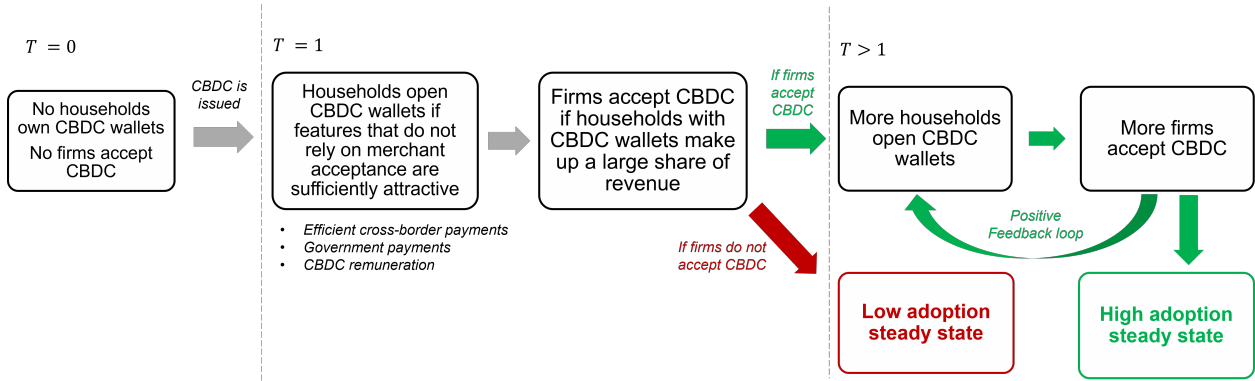 T = 0
No households
own CBDC wallets
No firms accept
CBDC
CBDC is
issued
T = 1
Households open
CBDC wallets if
features that do not
rely on merchant
acceptance are
sufficiently attractive
• Efficient cross-border payments
• Government payments
• CBDC remuneration
Firms accept CBDC
if households with
CBDC wallets make
up a large share of
revenue
If firms
accept
CBDC
If firms do not
accept CBDC
T > 1
More households
open CBDC
wallets
More firms
accept CBDC
Positive
Feedback loop
Low adoption
steady state
High adoption
steady state